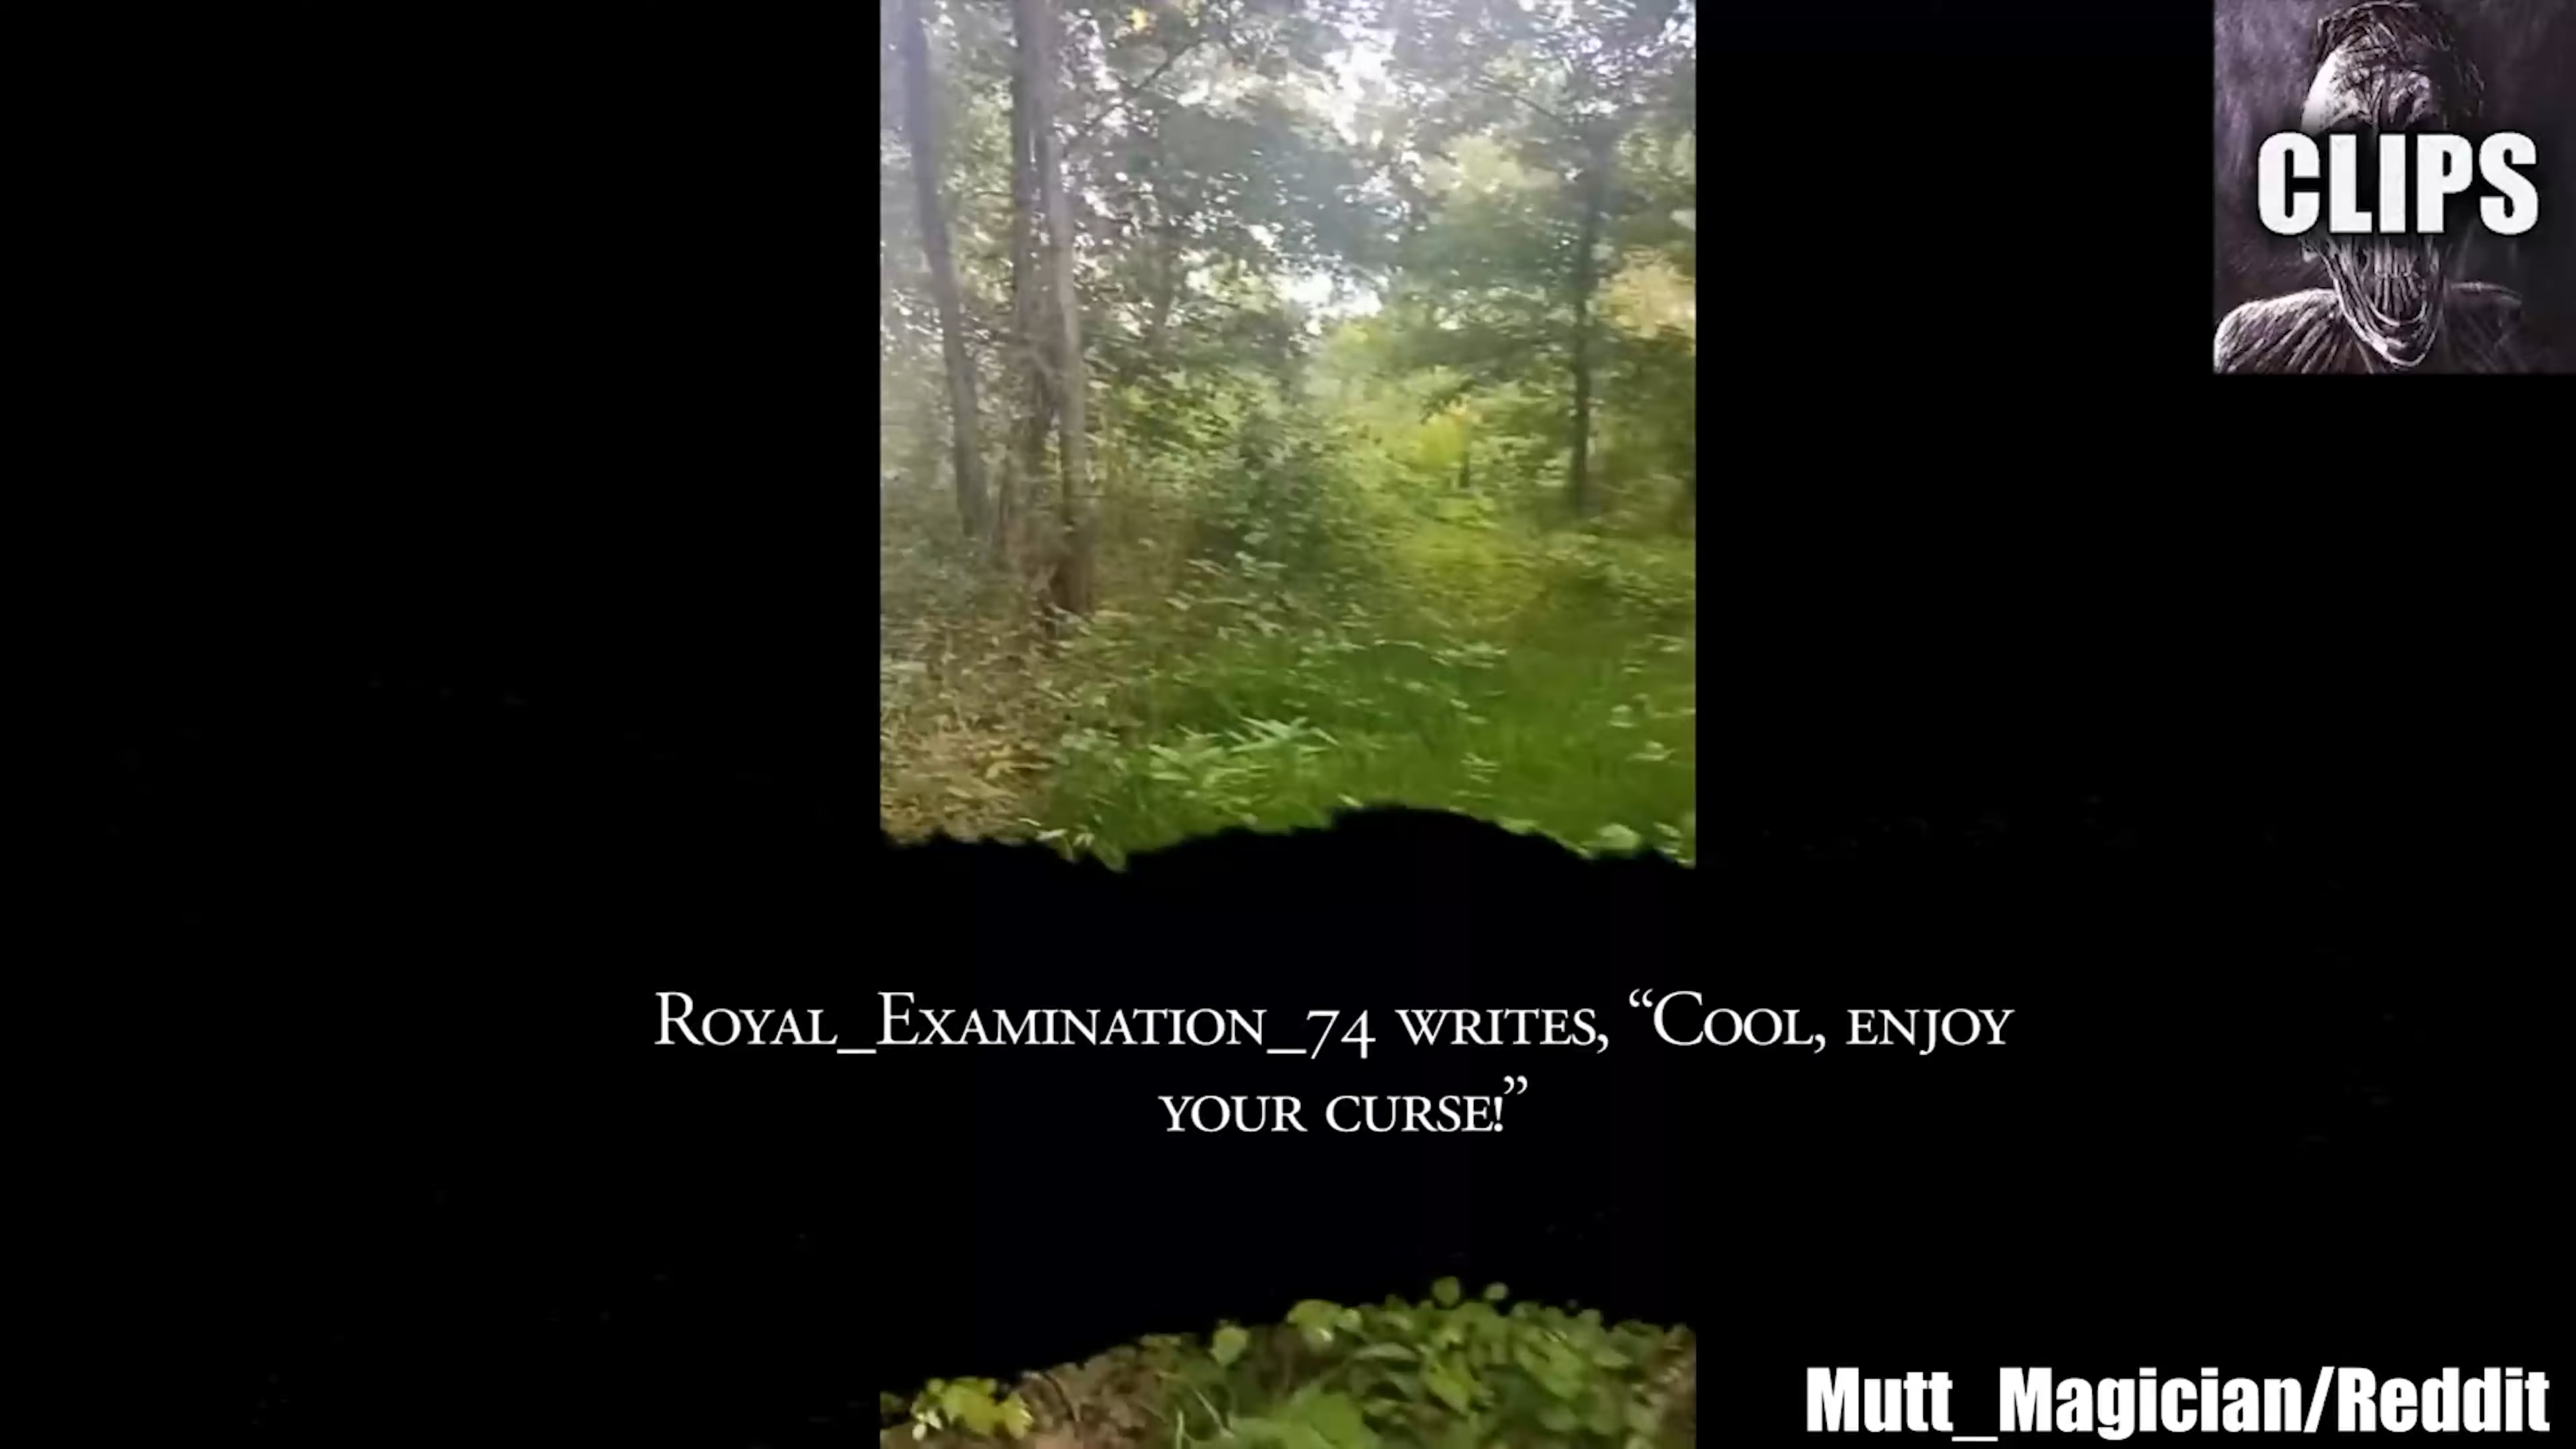 CLIPS
Royal_Examination_74 writes, “Cool, enjoy
your curse!”
Mutt_Magician/Reddit